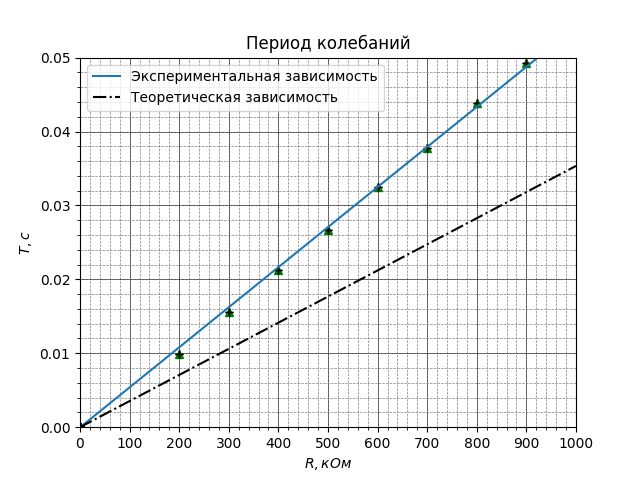 Период колебаний
Экспериментальная зависимость
Теоретическая зависимость
T, с
0.05
0.04
0.03
0.02
0.01
0.00
0 100 200 300 400 500 600 700 800 900 1000
R, кОм